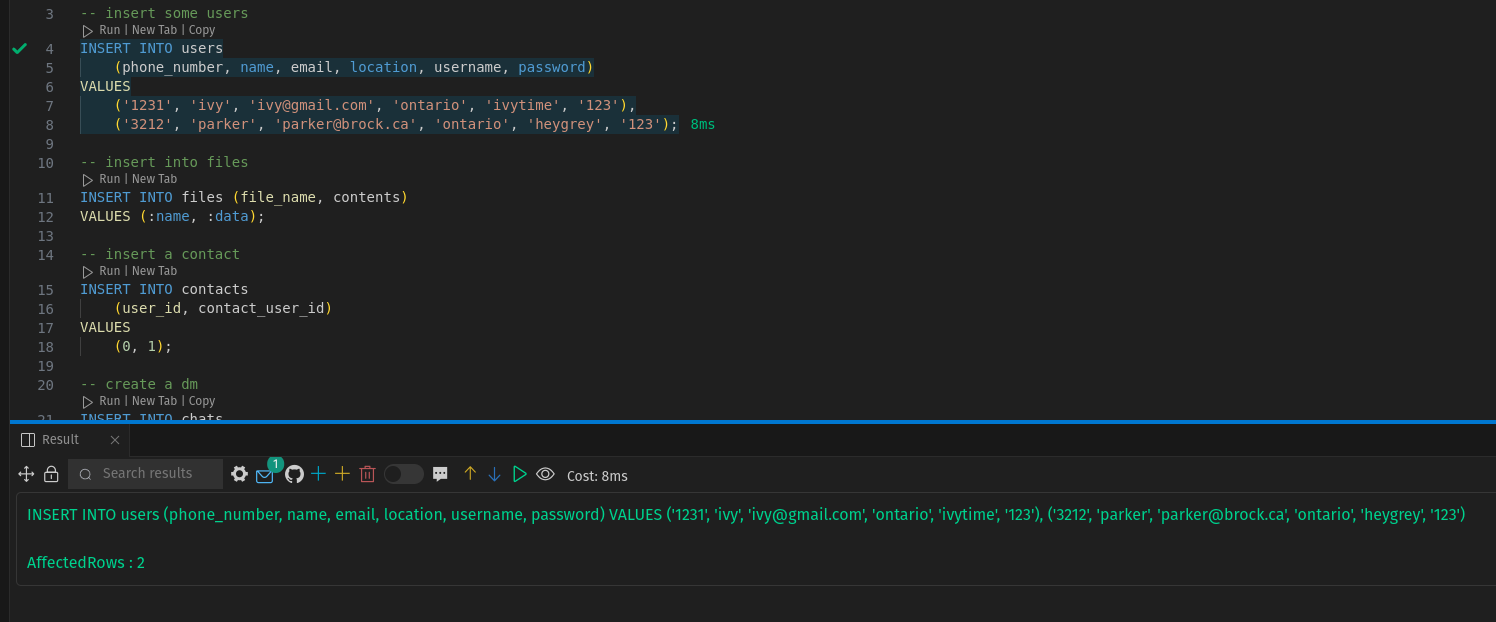 3 -- insert some users
Run | New Tab | Copy
4 INSERT INTO users
5 (phone_number, name, email, location, username, password)
6 VALUES
7 ('1231', 'ivy', 'ivy@gmail.com', 'ontario', 'ivytime', '123'),
8 ('3212', 'parker', 'parker@brock.ca', 'ontario', 'heygrey', '123'); 8ms
9
10 -- insert into files
Run | New Tab
11 INSERT INTO files (file_name, contents)
12 VALUES (:name, :data);
13
14 -- insert a contact
Run | New Tab
15 INSERT INTO contacts
16 (user_id, contact_user_id)
17 VALUES
18 (0, 1);
19
20 -- create a dm
Run | New Tab | Copy
21 INSERT INTO chats
Result
Search results 1 Cost: 8ms
INSERT INTO users (phone_number, name, email, location, username, password) VALUES ('1231', 'ivy', 'ivy@gmail.com', 'ontario', 'ivytime', '123'), ('3212', 'parker', 'parker@brock.ca', 'ontario', 'heygrey', '123')
AffectedRows : 2